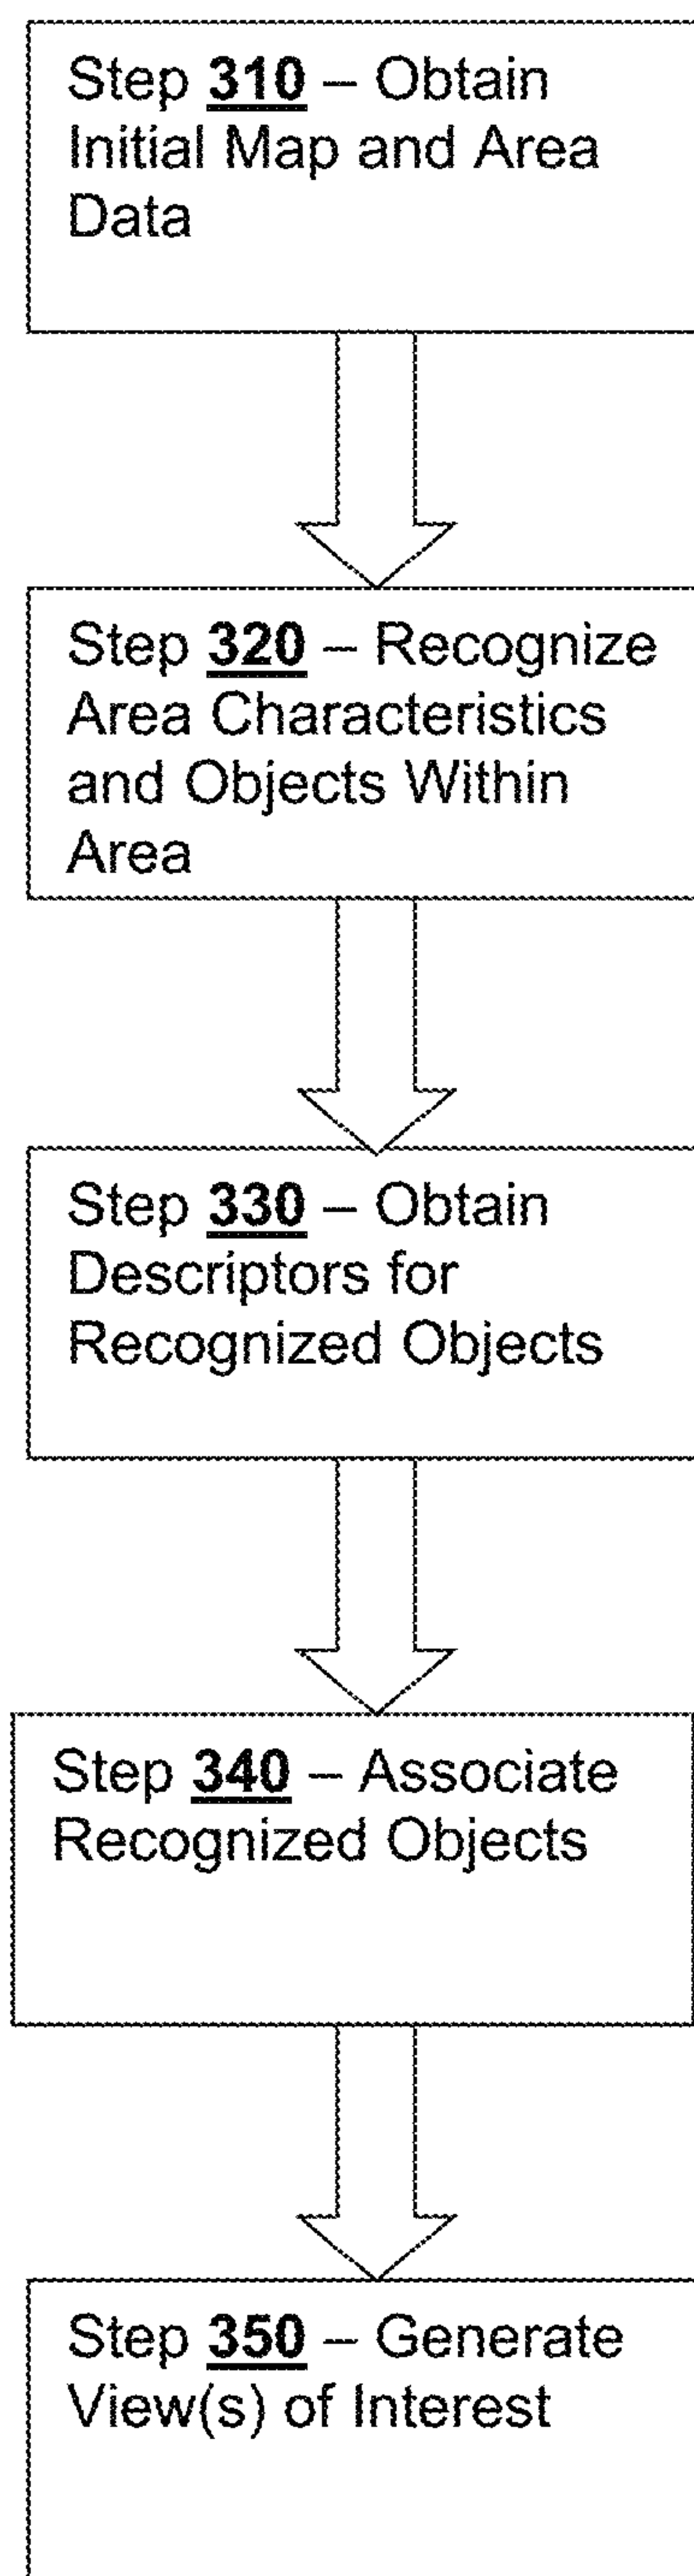 Step 310 – Obtain
Initial Map and Area
Data
Step 320 – Recognize
Area Characteristics
and Objects Within
Area
Step 330 – Obtain
Descriptors for
Recognized Objects
Step 340 – Associate
Recognized Objects
Step 350 – Generate
View(s) of Interest